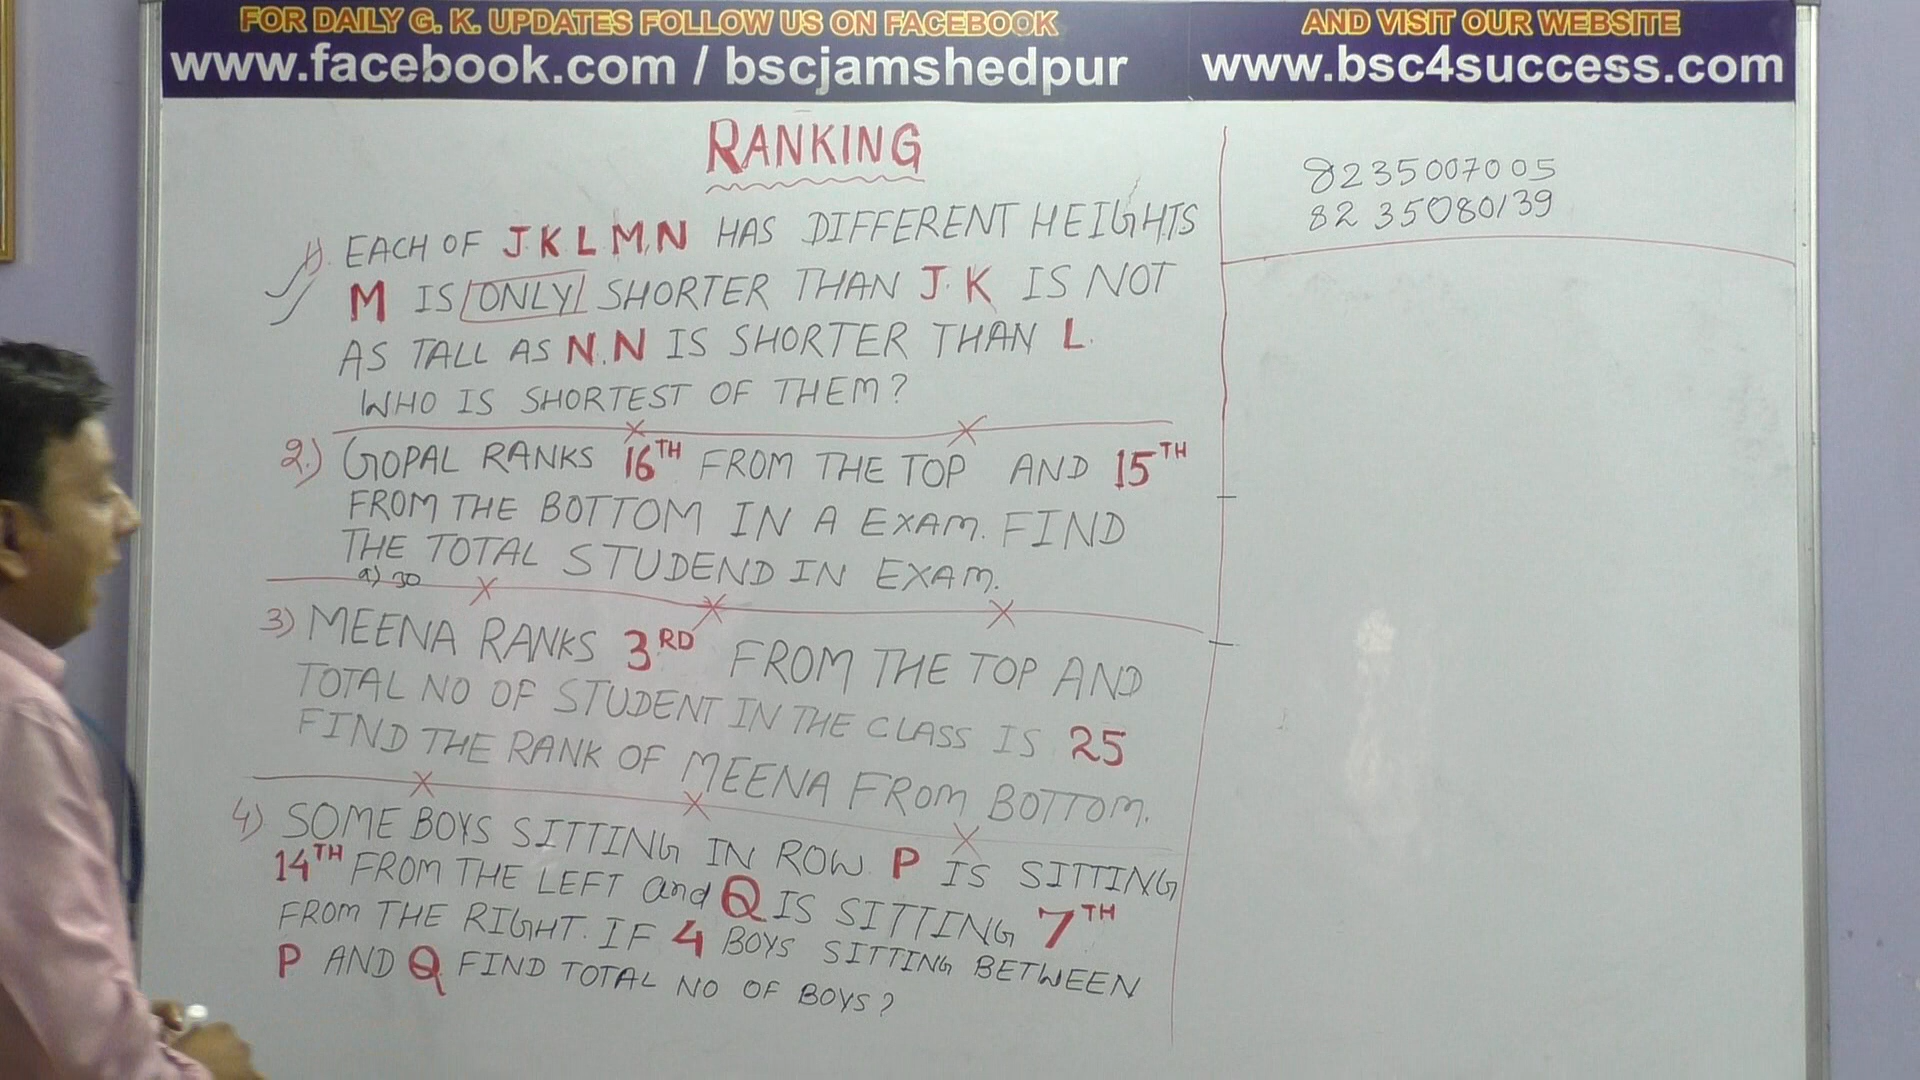 FOR DAILY G. K. UPDATES FOLLOW US ON FACEBOOK
www.facebook.com / bscjamshedpur
AND VISIT OUR WEBSITE
www.bsc4success.com
RANKING
1) EACH OF J K L M, N HAS DIFFERENT HEIGHTS
M IS ONLY SHORTER THAN J. K IS NOT
AS TALL AS N. N IS SHORTER THAN L.
WHO IS SHORTEST OF THEM?
2.) GOPAL RANKS 16TH FROM THE TOP AND 15TH
FROM THE BOTTOM IN A EXAM. FIND
THE TOTAL STUDEND IN EXAM.
a) 30
3) MEENA RANKS 3RD FROM THE TOP AND
TOTAL NO OF STUDENT IN THE CLASS IS 25
FIND THE RANK OF MEENA FROM BOTTOM.
4) SOME BOYS SITTING IN ROW. P IS SITTING
14TH FROM THE LEFT and Q IS SITTING 7TH
FROM THE RIGHT. IF 4 BOYS SITTING BETWEEN
P AND Q FIND TOTAL NO OF BOYS?
8235007005
8235080139